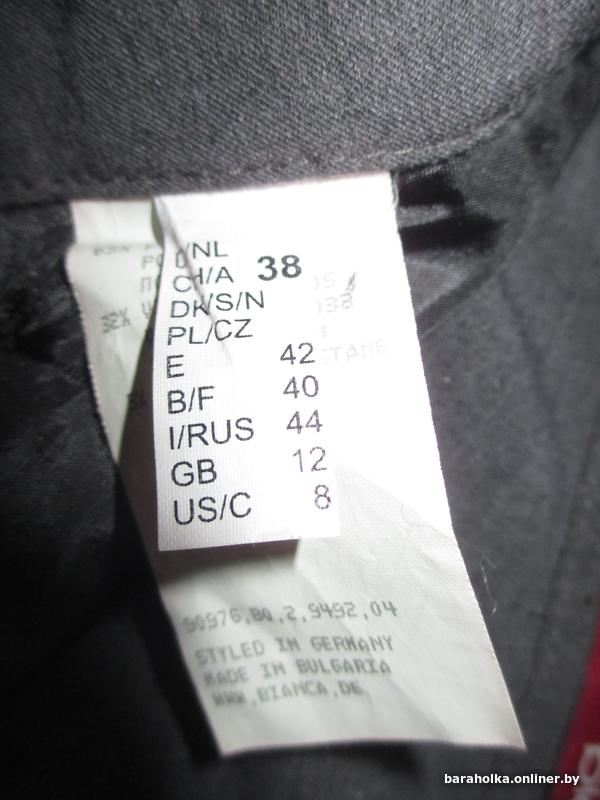 /NL
CH/A 38
DK/S/N
PL/CZ
E 42
B/F 40
I/RUS 44
GB 12
US/C 8
90976.80.2.9492.04
STYLED IN GERMANY
MADE IN BULGARIA
WWW.BIANCA.DE
baraholka.onliner.by